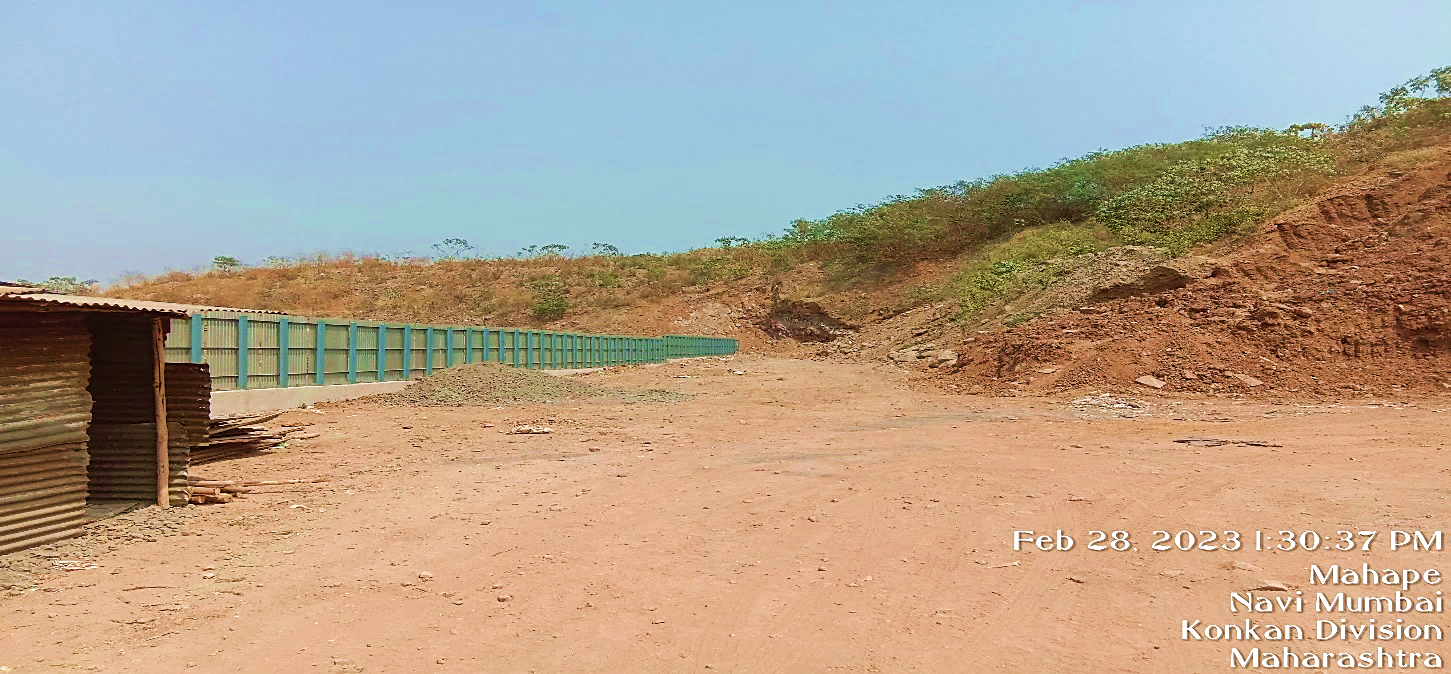 Feb 28, 2023 1:30:37 PM
Mahape
Navi Mumbai
Konkan Division
Maharashtra